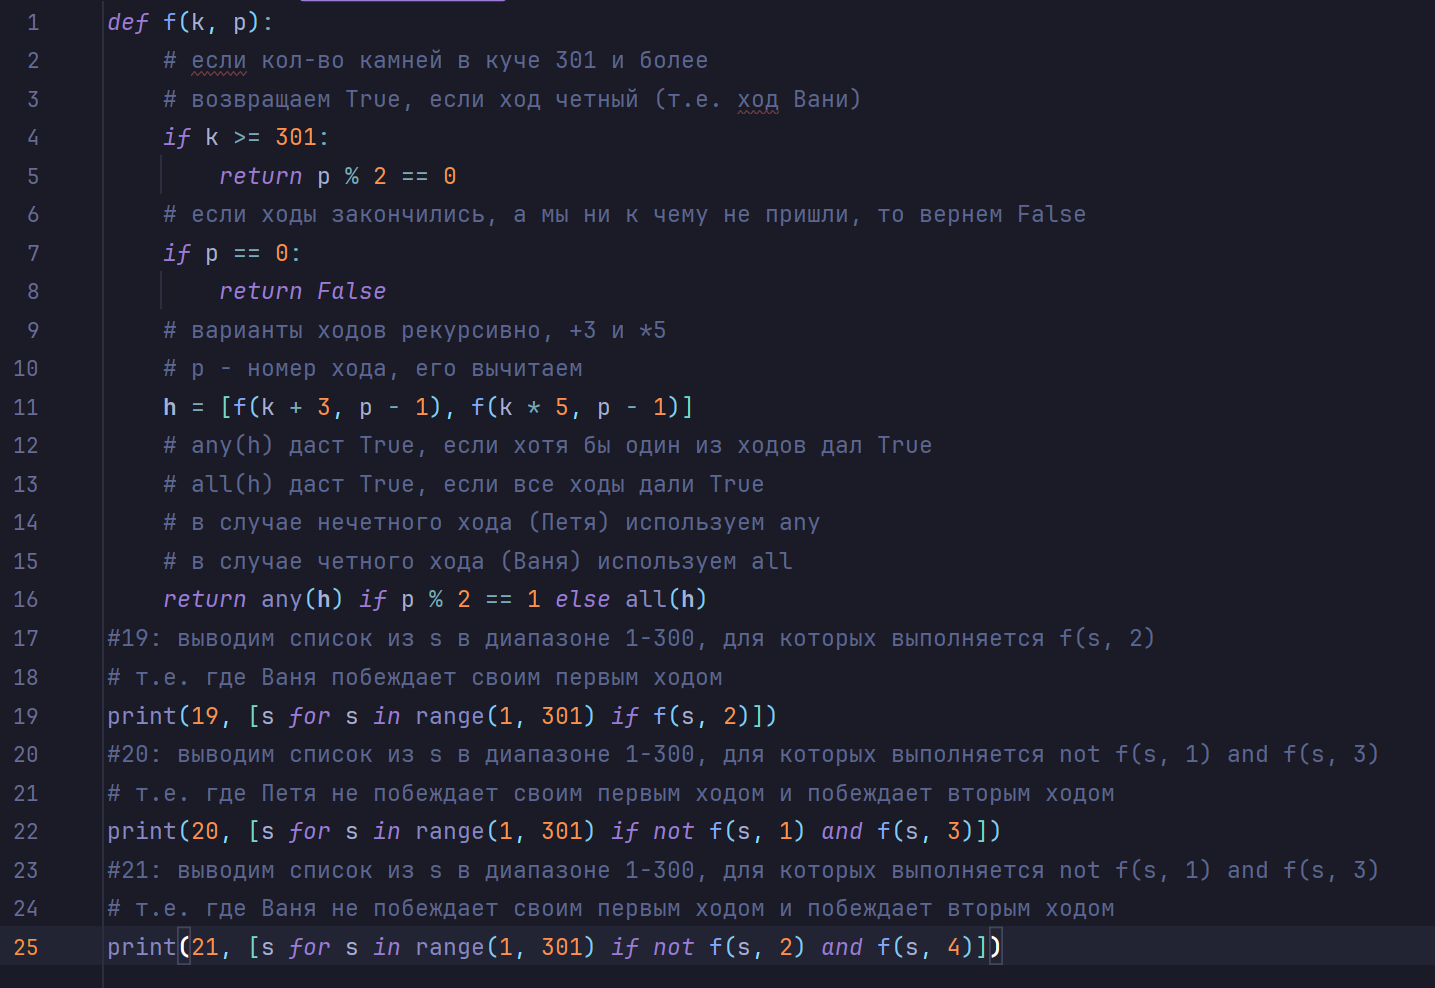 1 def f(k, p):
2 # если кол-во камней в куче 301 и более
3 # возвращаем True, если ход четный (т.е. ход Вани)
4 if k >= 301:
5 return p % 2 == 0
6 # если ходы закончились, а мы ни к чему не пришли, то вернем False
7 if p == 0:
8 return False
9 # варианты ходов рекурсивно, +3 и *5
10 # p - номер хода, его вычитаем
11 h = [f(k + 3, p - 1), f(k * 5, p - 1)]
12 # any(h) даст True, если хотя бы один из ходов дал True
13 # all(h) даст True, если все ходы дали True
14 # в случае нечетного хода (Петя) используем any
15 # в случае четного хода (Ваня) используем all
16 return any(h) if p % 2 == 1 else all(h)
17 #19: выводим список из s в диапазоне 1-300, для которых выполняется f(s, 2)
18 # т.е. где Ваня побеждает своим первым ходом
19 print(19, [s for s in range(1, 301) if f(s, 2)])
20 #20: выводим список из s в диапазоне 1-300, для которых выполняется not f(s, 1) and f(s, 3)
21 # т.е. где Петя не побеждает своим первым ходом и побеждает вторым ходом
22 print(20, [s for s in range(1, 301) if not f(s, 1) and f(s, 3)])
23 #21: выводим список из s в диапазоне 1-300, для которых выполняется not f(s, 1) and f(s, 3)
24 # т.е. где Ваня не побеждает своим первым ходом и побеждает вторым ходом
25 print(21, [s for s in range(1, 301) if not f(s, 2) and f(s, 4)])